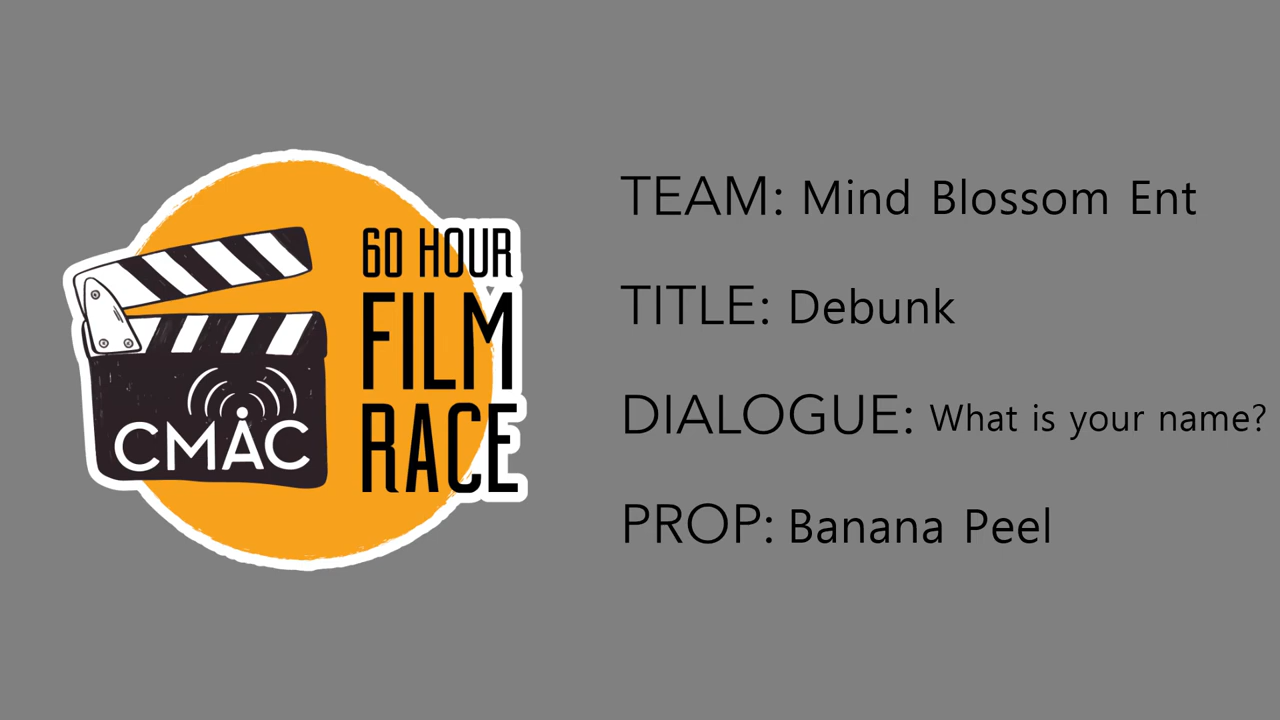 60 HOUR
FILM
RACE
CMAC
TEAM: Mind Blossom Ent
TITLE: Debunk
DIALOGUE: What is your name?
PROP: Banana Peel